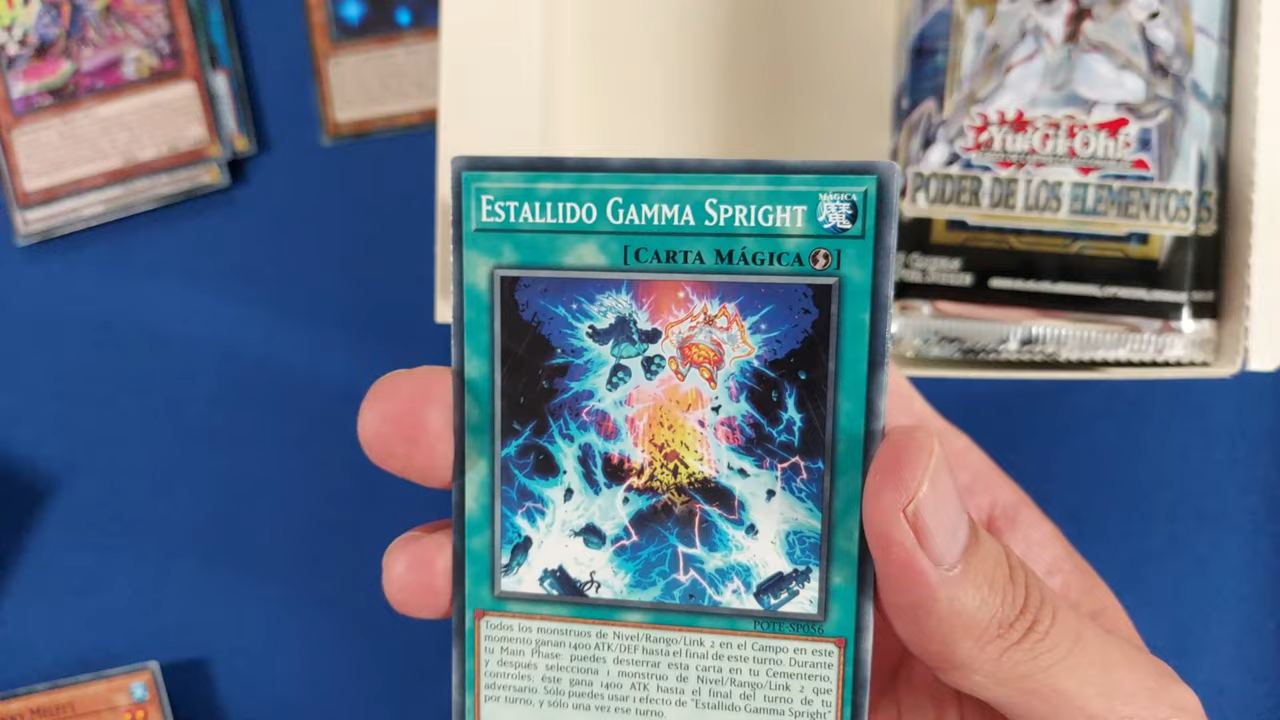 Yu-Gi-Oh!
PODER DE LOS ELEMENTOS
ESTALLIDO GAMMA SPRIGHT
MÁGICA
魔
[CARTA MÁGICA]
POTE-SP056
Todos los monstruos de Nivel/Rango/Link 2 en el Campo en este
momento ganan 1400 ATK/DEF hasta el final de este turno. Durante
tu Main Phase: puedes desterrar esta carta en tu Cementerio,
y después selecciona 1 monstruo de Nivel/Rango/Link 2 que
controles; éste gana 1400 ATK hasta el final del turno de tu
adversario. Sólo puedes usar 1 efecto de "Estallido Gamma Spright"
por turno, y sólo una vez ese turno.
MELFFY